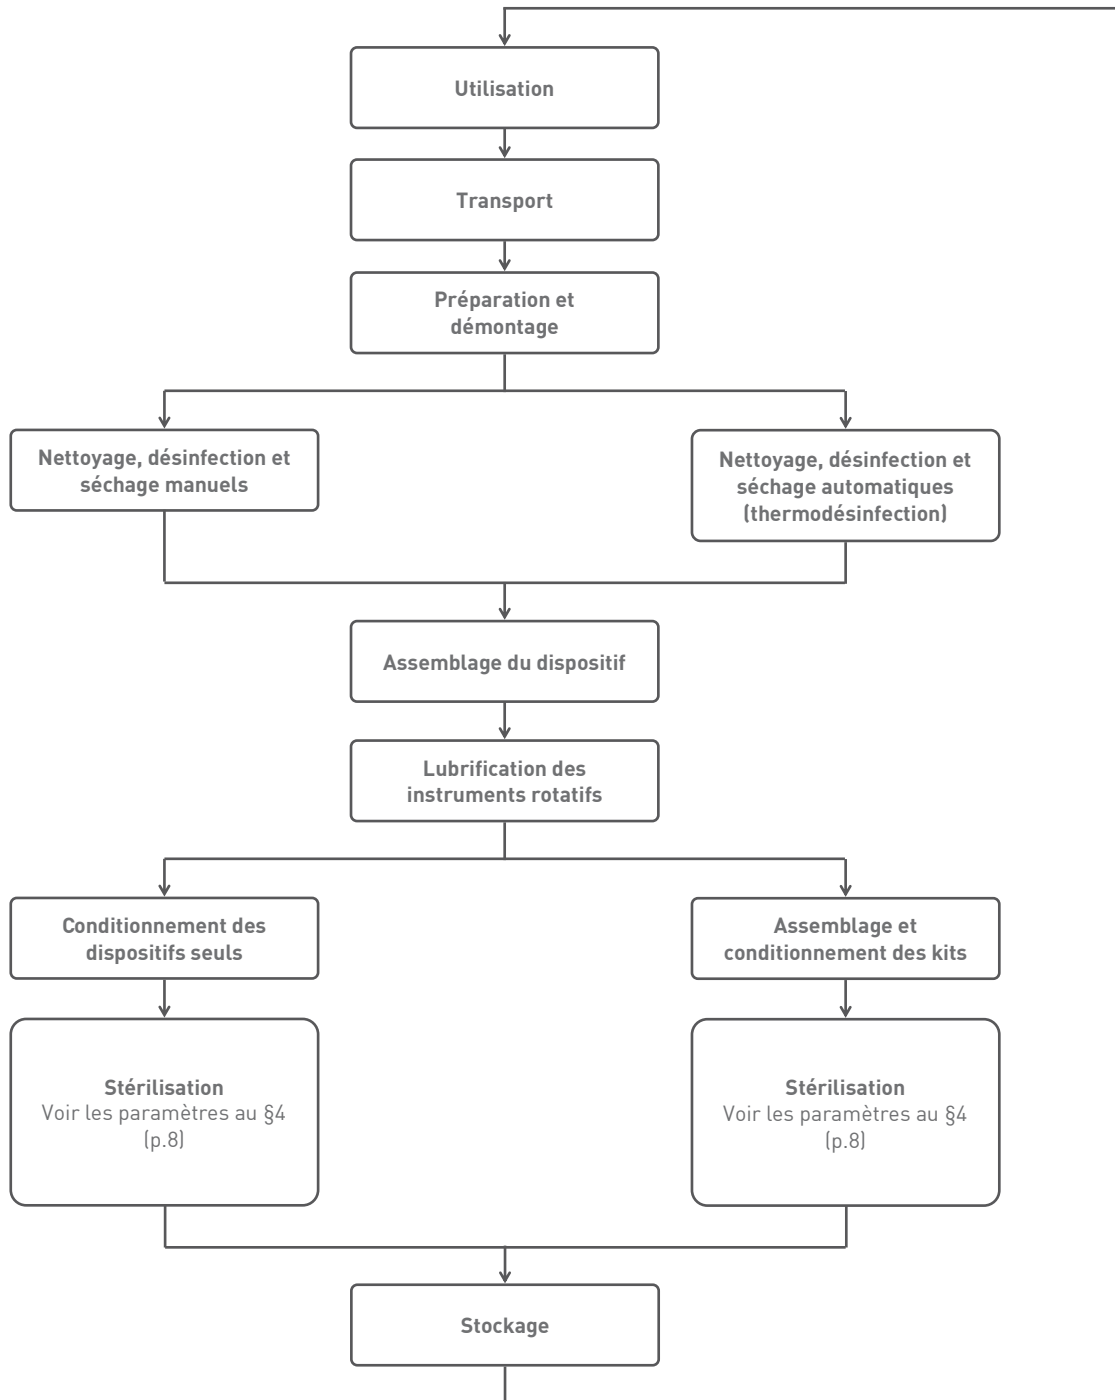 Utilisation
Transport
Préparation et
démontage
Nettoyage, désinfection et
séchage manuels
Nettoyage, désinfection et
séchage automatiques
(thermodésinfection)
Assemblage du dispositif
Lubrification des
instruments rotatifs
Conditionnement des
dispositifs seuls
Assemblage et
conditionnement des kits
Stérilisation
Voir les paramètres au §4
(p.8)
Stérilisation
Voir les paramètres au §4
(p.8)
Stockage